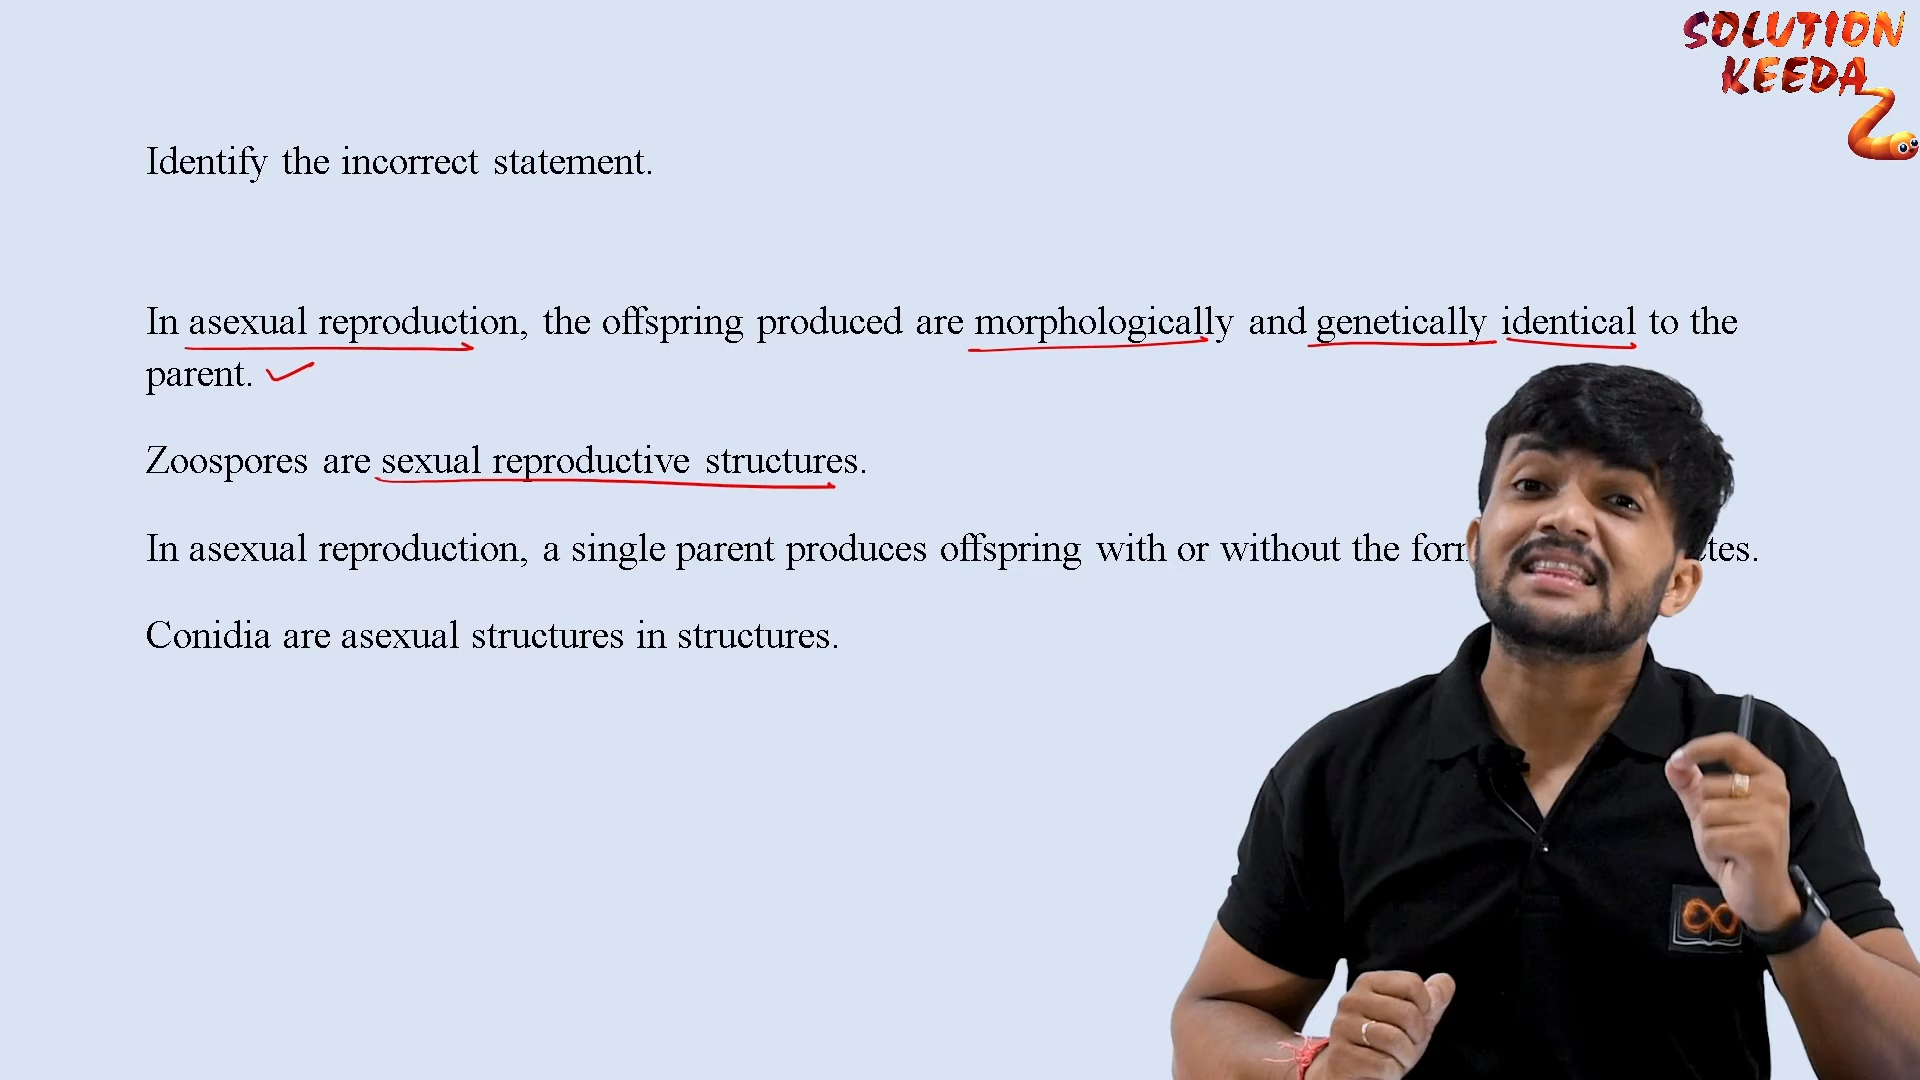 SOLUTION
KEEDA
Identify the incorrect statement.
In asexual reproduction, the offspring produced are morphologically and genetically identical to the
parent.
Zoospores are sexual reproductive structures.
In asexual reproduction, a single parent produces offspring with or without the
Conidia are asexual structures in structures.